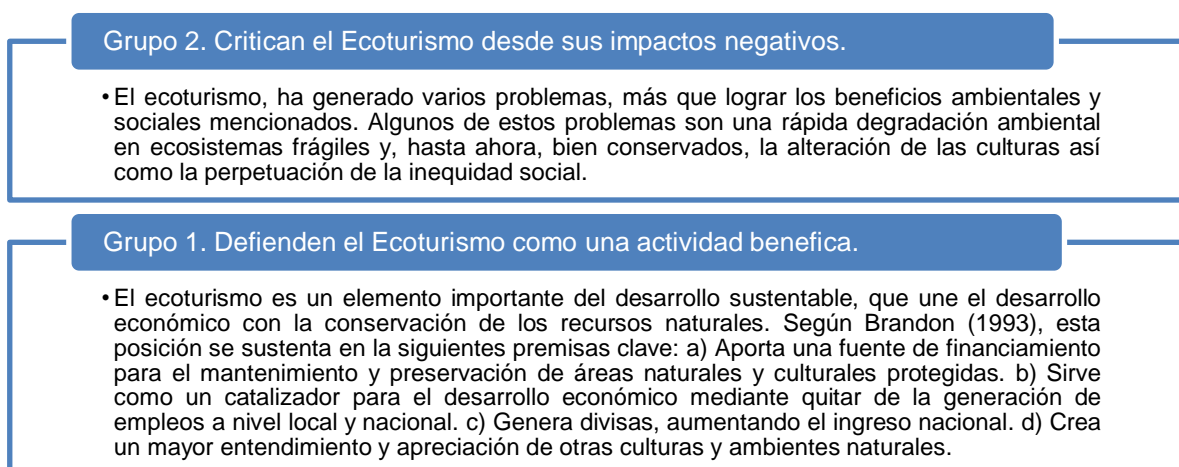 Grupo 2. Critican el Ecoturismo desde sus impactos negativos.
•El ecoturismo, ha generado varios problemas, más que lograr los beneficios ambientales y
sociales mencionados. Algunos de estos problemas son una rápida degradación ambiental
en ecosistemas frágiles y, hasta ahora, bien conservados, la alteración de las culturas así
como la perpetuación de la inequidad social.
Grupo 1. Defienden el Ecoturismo como una actividad benefica.
•El ecoturismo es un elemento importante del desarrollo sustentable, que une el desarrollo
económico con la conservación de los recursos naturales. Según Brandon (1993), esta
posición se sustenta en la siguientes premisas clave: a) Aporta una fuente de financiamiento
para el mantenimiento y preservación de áreas naturales y culturales protegidas. b) Sirve
como un catalizador para el desarrollo económico mediante quitar de la generación de
empleos a nivel local y nacional. c) Genera divisas, aumentando el ingreso nacional. d) Crea
un mayor entendimiento y apreciación de otras culturas y ambientes naturales.